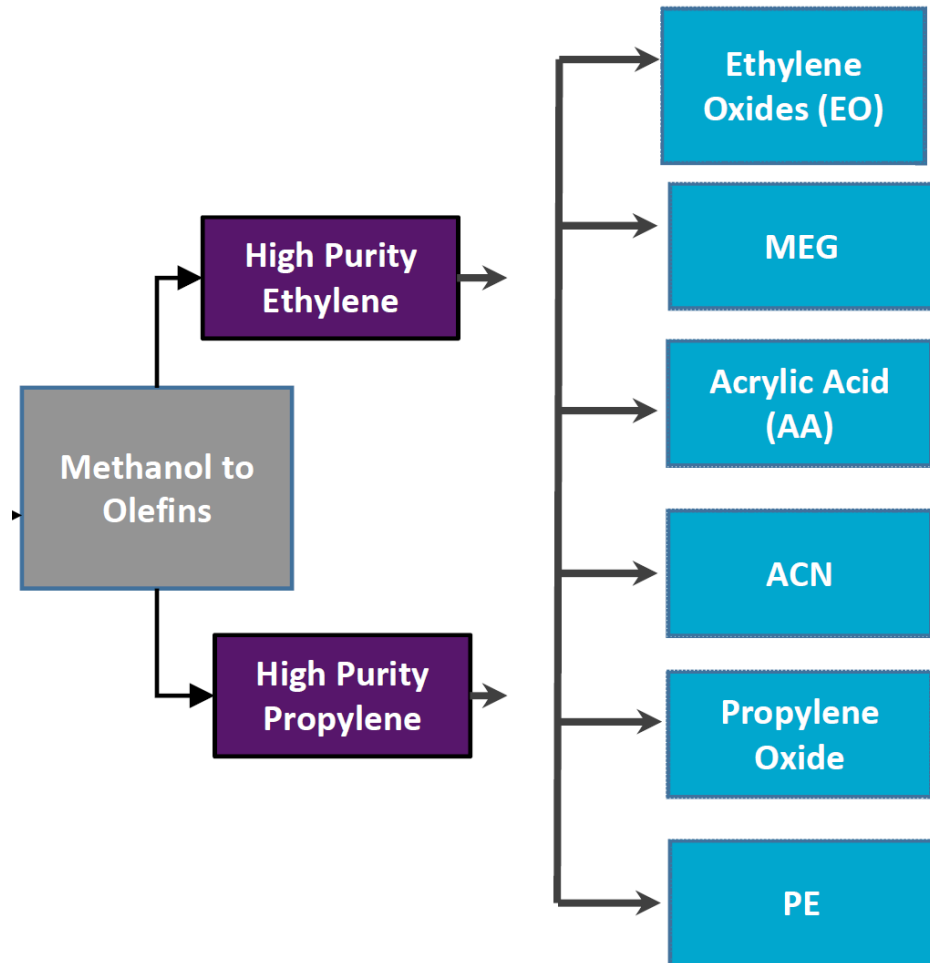 Ethylene
Oxides (EO)
MEG
High Purity
Ethylene
Acrylic Acid
(AA)
Methanol to
Olefins
ACN
High Purity
Propylene
Propylene
Oxide
PE